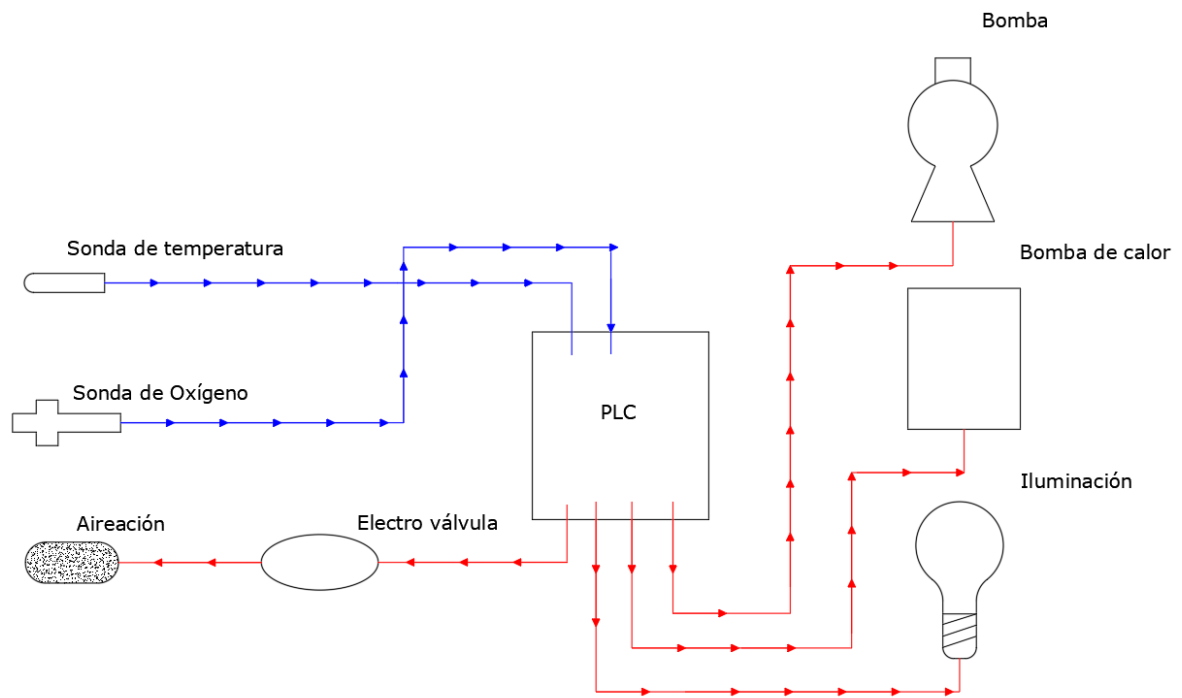 Bomba
Sonda de temperatura
Bomba de calor
Sonda de Oxígeno
PLC
Iluminación
Aireación
Electro válvula